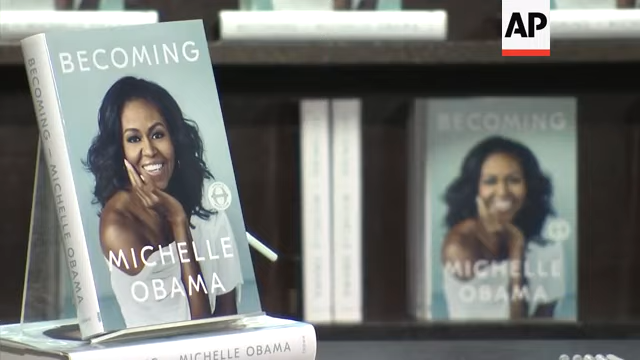 AP
BECOMING
BECOMING — MICHELLE OBAMA
MICHELLE
OBAMA
BECOMING
MICHELLE
OBAMA
MICHELLE OBAMA